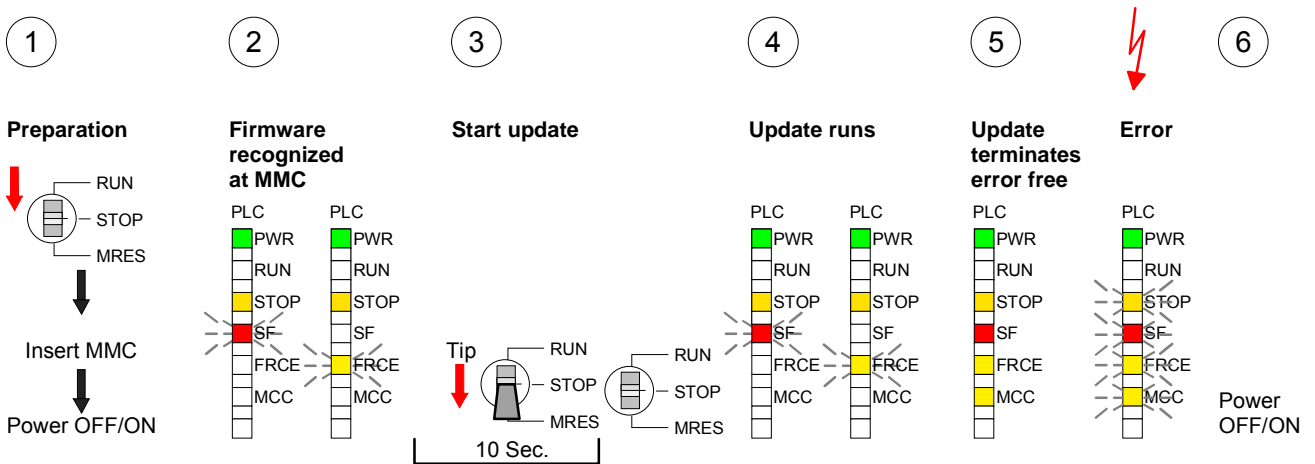 1
2
3
4
5
6
Preparation
Firmware
recognized
at MMC
Start update
Update runs
Update
terminates
error free
Error
RUN
STOP
MRES
Insert MMC
Power OFF/ON
PLC
PWR
RUN
STOP
SF
FRCE
MCC
PLC
PWR
RUN
STOP
SF
FRCE
MCC
Tip
RUN
STOP
MRES
10 Sec.
RUN
STOP
MRES
PLC
PWR
RUN
STOP
SF
FRCE
MCC
PLC
PWR
RUN
STOP
SF
FRCE
MCC
PLC
PWR
RUN
STOP
SF
FRCE
MCC
PLC
PWR
RUN
STOP
SF
FRCE
MCC
Power
OFF/ON